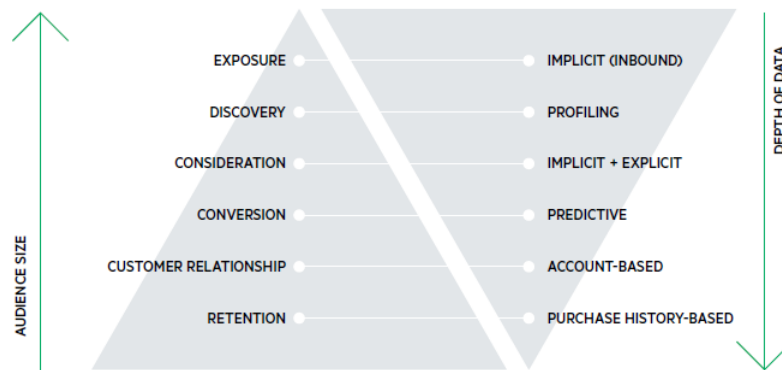 EXPOSURE
IMPLICIT (INBOUND)
DISCOVERY
PROFILING
CONSIDERATION
IMPLICIT + EXPLICIT
CONVERSION
PREDICTIVE
CUSTOMER RELATIONSHIP
ACCOUNT-BASED
RETENTION
PURCHASE HISTORY-BASED
AUDIENCE SIZE
DEPTH OF DATA